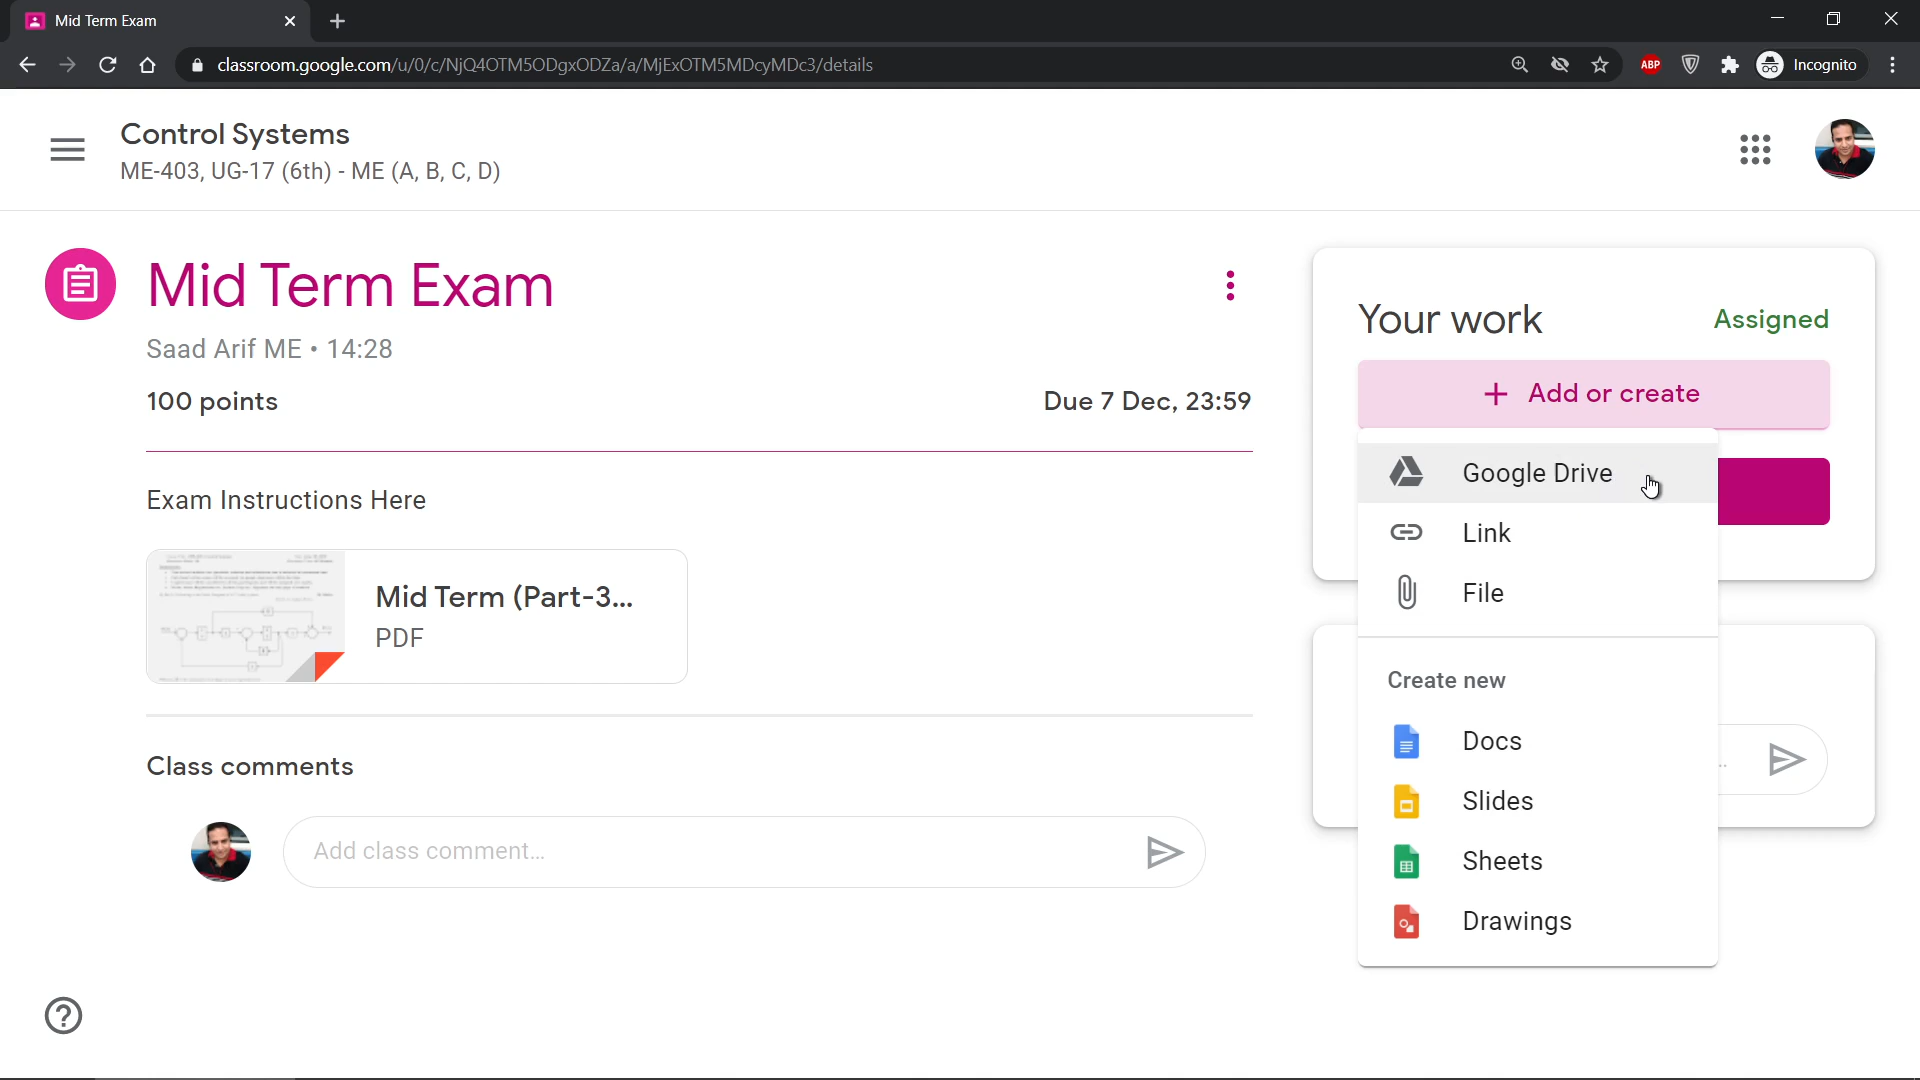 Mid Term Exam
classroom.google.com/u/0/c/NjQ4OTM5ODgxODZa/a/MjExOTM5MDcyMDc3/details
ABP
Incognito
Control Systems
ME-403, UG-17 (6th) - ME (A, B, C, D)
Mid Term Exam
Saad Arif ME • 14:28
100 points
Due 7 Dec, 23:59
Exam Instructions Here
Mid Term (Part-3...
PDF
Class comments
Add class comment...
Your work
Assigned
+ Add or create
Google Drive
Link
File
Create new
Docs
Slides
Sheets
Drawings